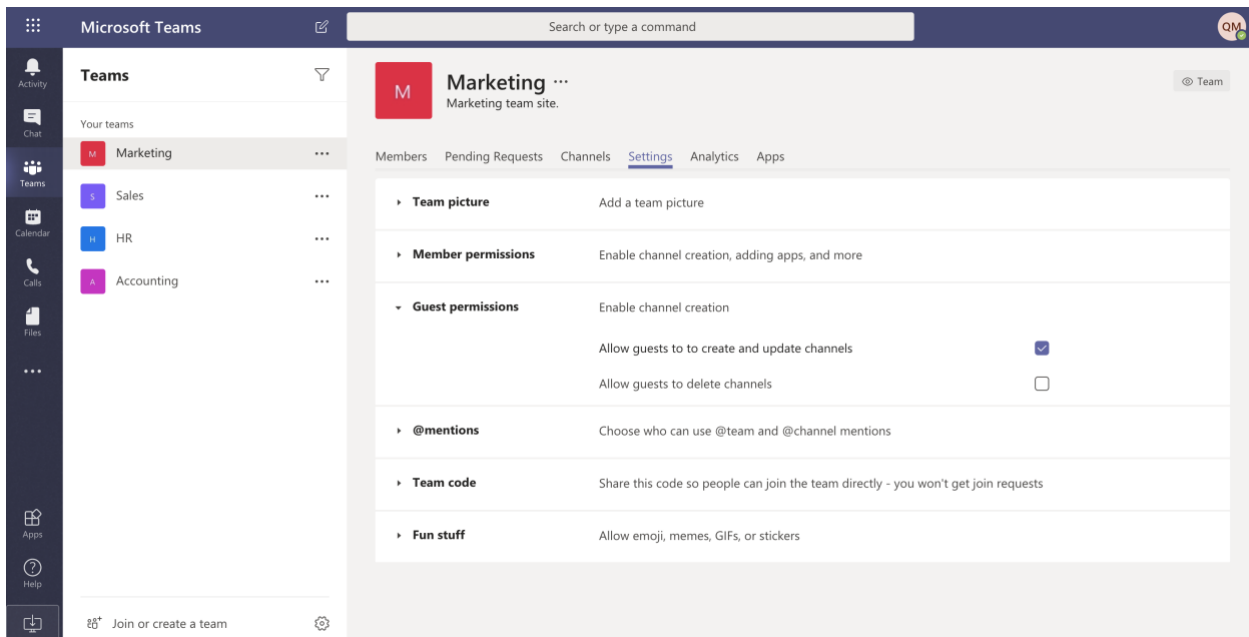 Microsoft Teams
Search or type a command
QM
Activity
Chat
Teams
Calendar
Calls
Files
Apps
Help
Teams
Your teams
M Marketing
S Sales
H HR
A Accounting
Join or create a team
M
Marketing ...
Marketing team site.
Team
Members Pending Requests Channels Settings Analytics Apps
Team picture Add a team picture
Member permissions Enable channel creation, adding apps, and more
Guest permissions Enable channel creation
Allow guests to to create and update channels
Allow guests to delete channels
@mentions Choose who can use @team and @channel mentions
Team code Share this code so people can join the team directly - you won't get join requests
Fun stuff Allow emoji, memes, GIFs, or stickers